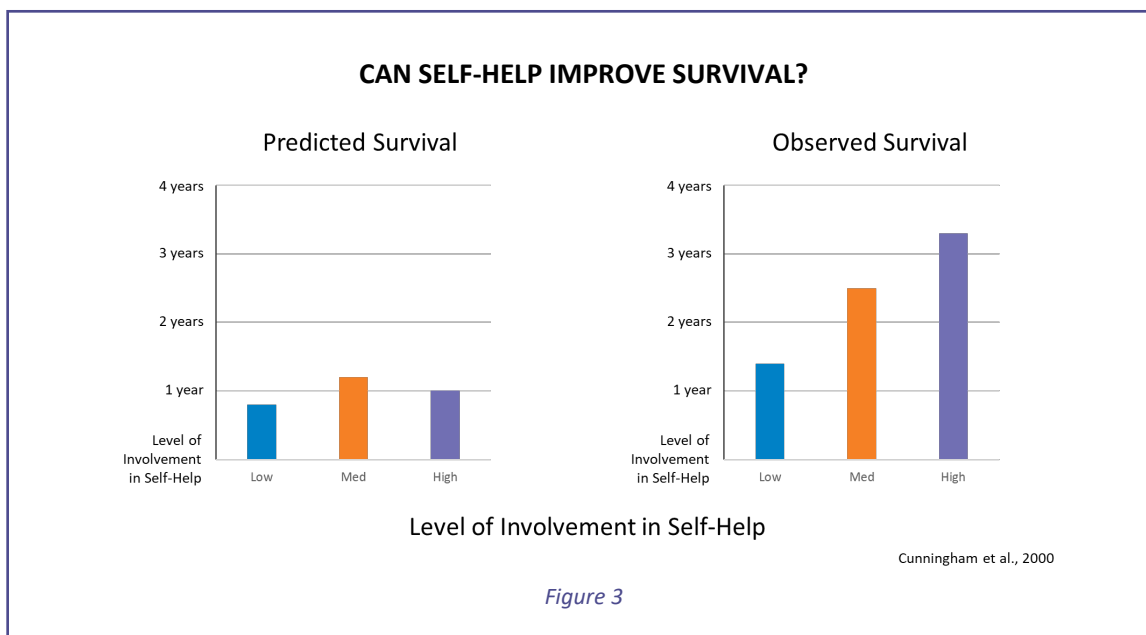 CAN SELF-HELP IMPROVE SURVIVAL?
Predicted Survival
4 years
3 years
2 years
1 year
Level of
Involvement
in Self-Help
Low
Med
High
Observed Survival
4 years
3 years
2 years
1 year
Level of
Involvement
in Self-Help
Low
Med
High
Level of Involvement in Self-Help
Cunningham et al., 2000
Figure 3